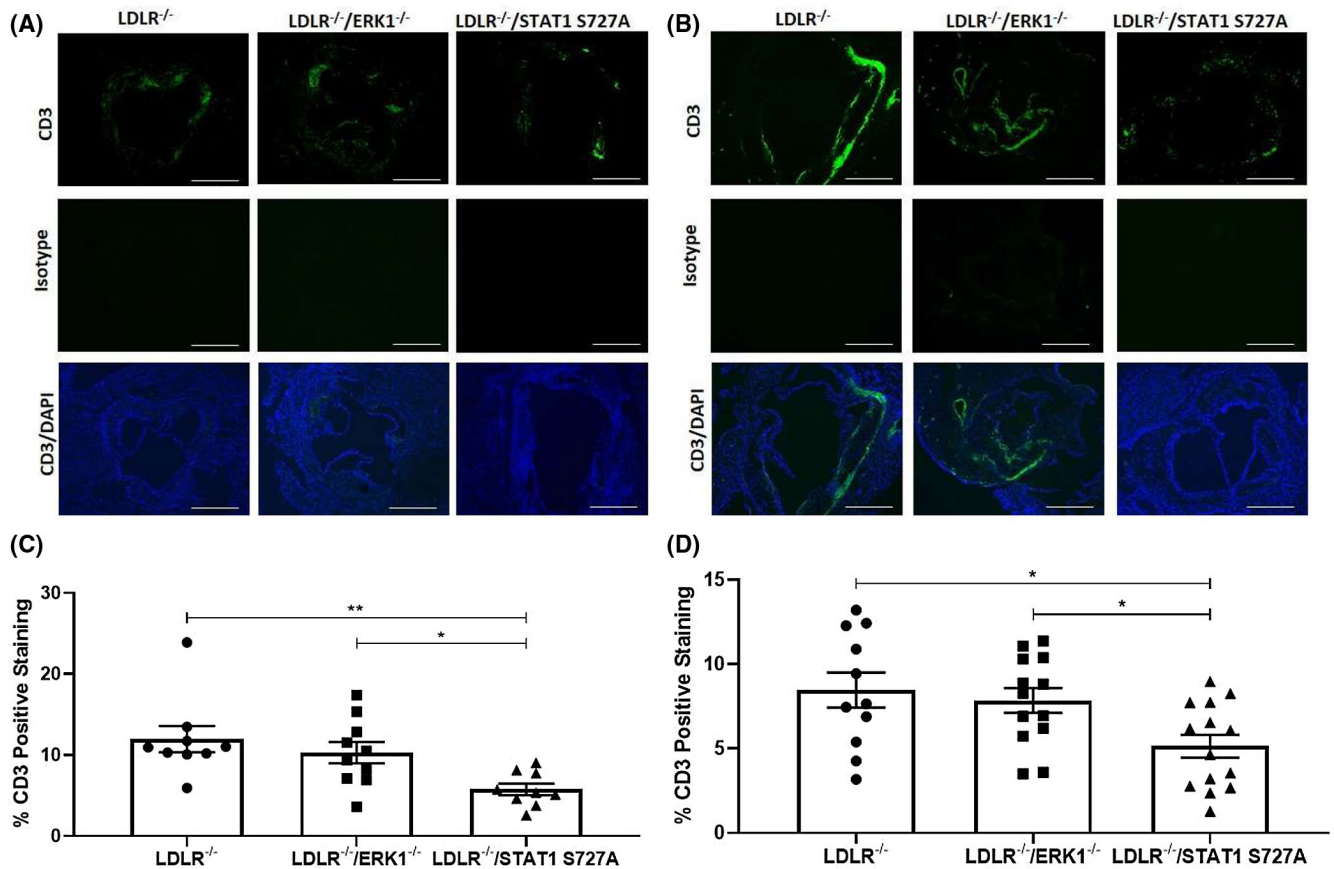 (A)
LDLR-/-
LDLR-/-/ERK1-/-
LDLR-/-/STAT1 S727A
CD3
Isotype
CD3/DAPI
(B)
LDLR-/-
LDLR-/-/ERK1-/-
LDLR-/-/STAT1 S727A
CD3
Isotype
CD3/DAPI
(C)
% CD3 Positive Staining
30
20
10
0
**
*
LDLR-/-
LDLR-/-/ERK1-/-
LDLR-/-/STAT1 S727A
(D)
% CD3 Positive Staining
15
10
5
0
*
*
LDLR-/-
LDLR-/-/ERK1-/-
LDLR-/-/STAT1 S727A